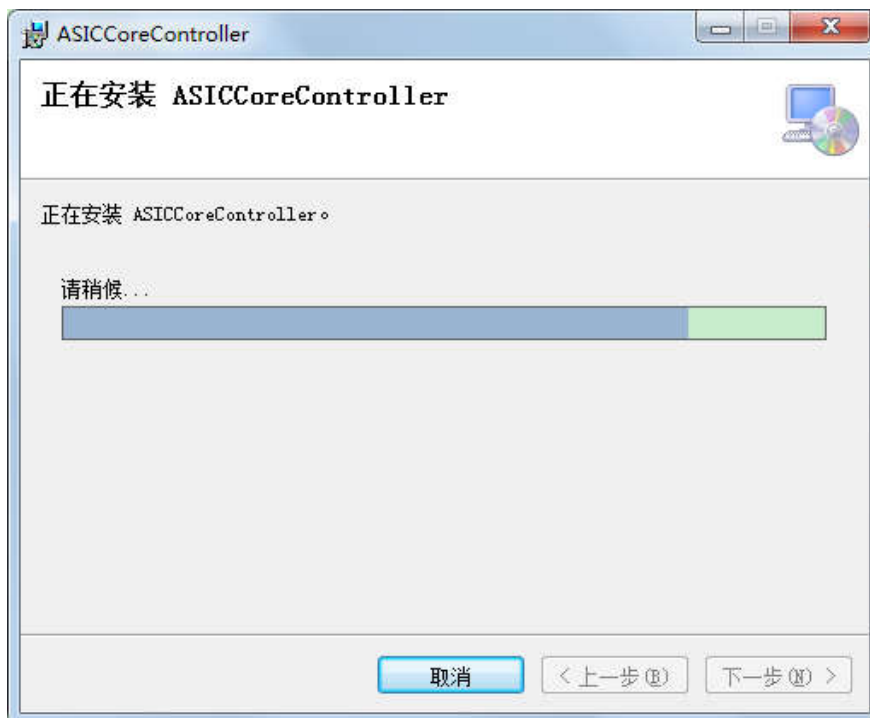 ASICCoreController
正在安装 ASICCoreController
正在安装 ASICCoreController。
请稍候...
取消
< 上一步(B)
下一步(N) >